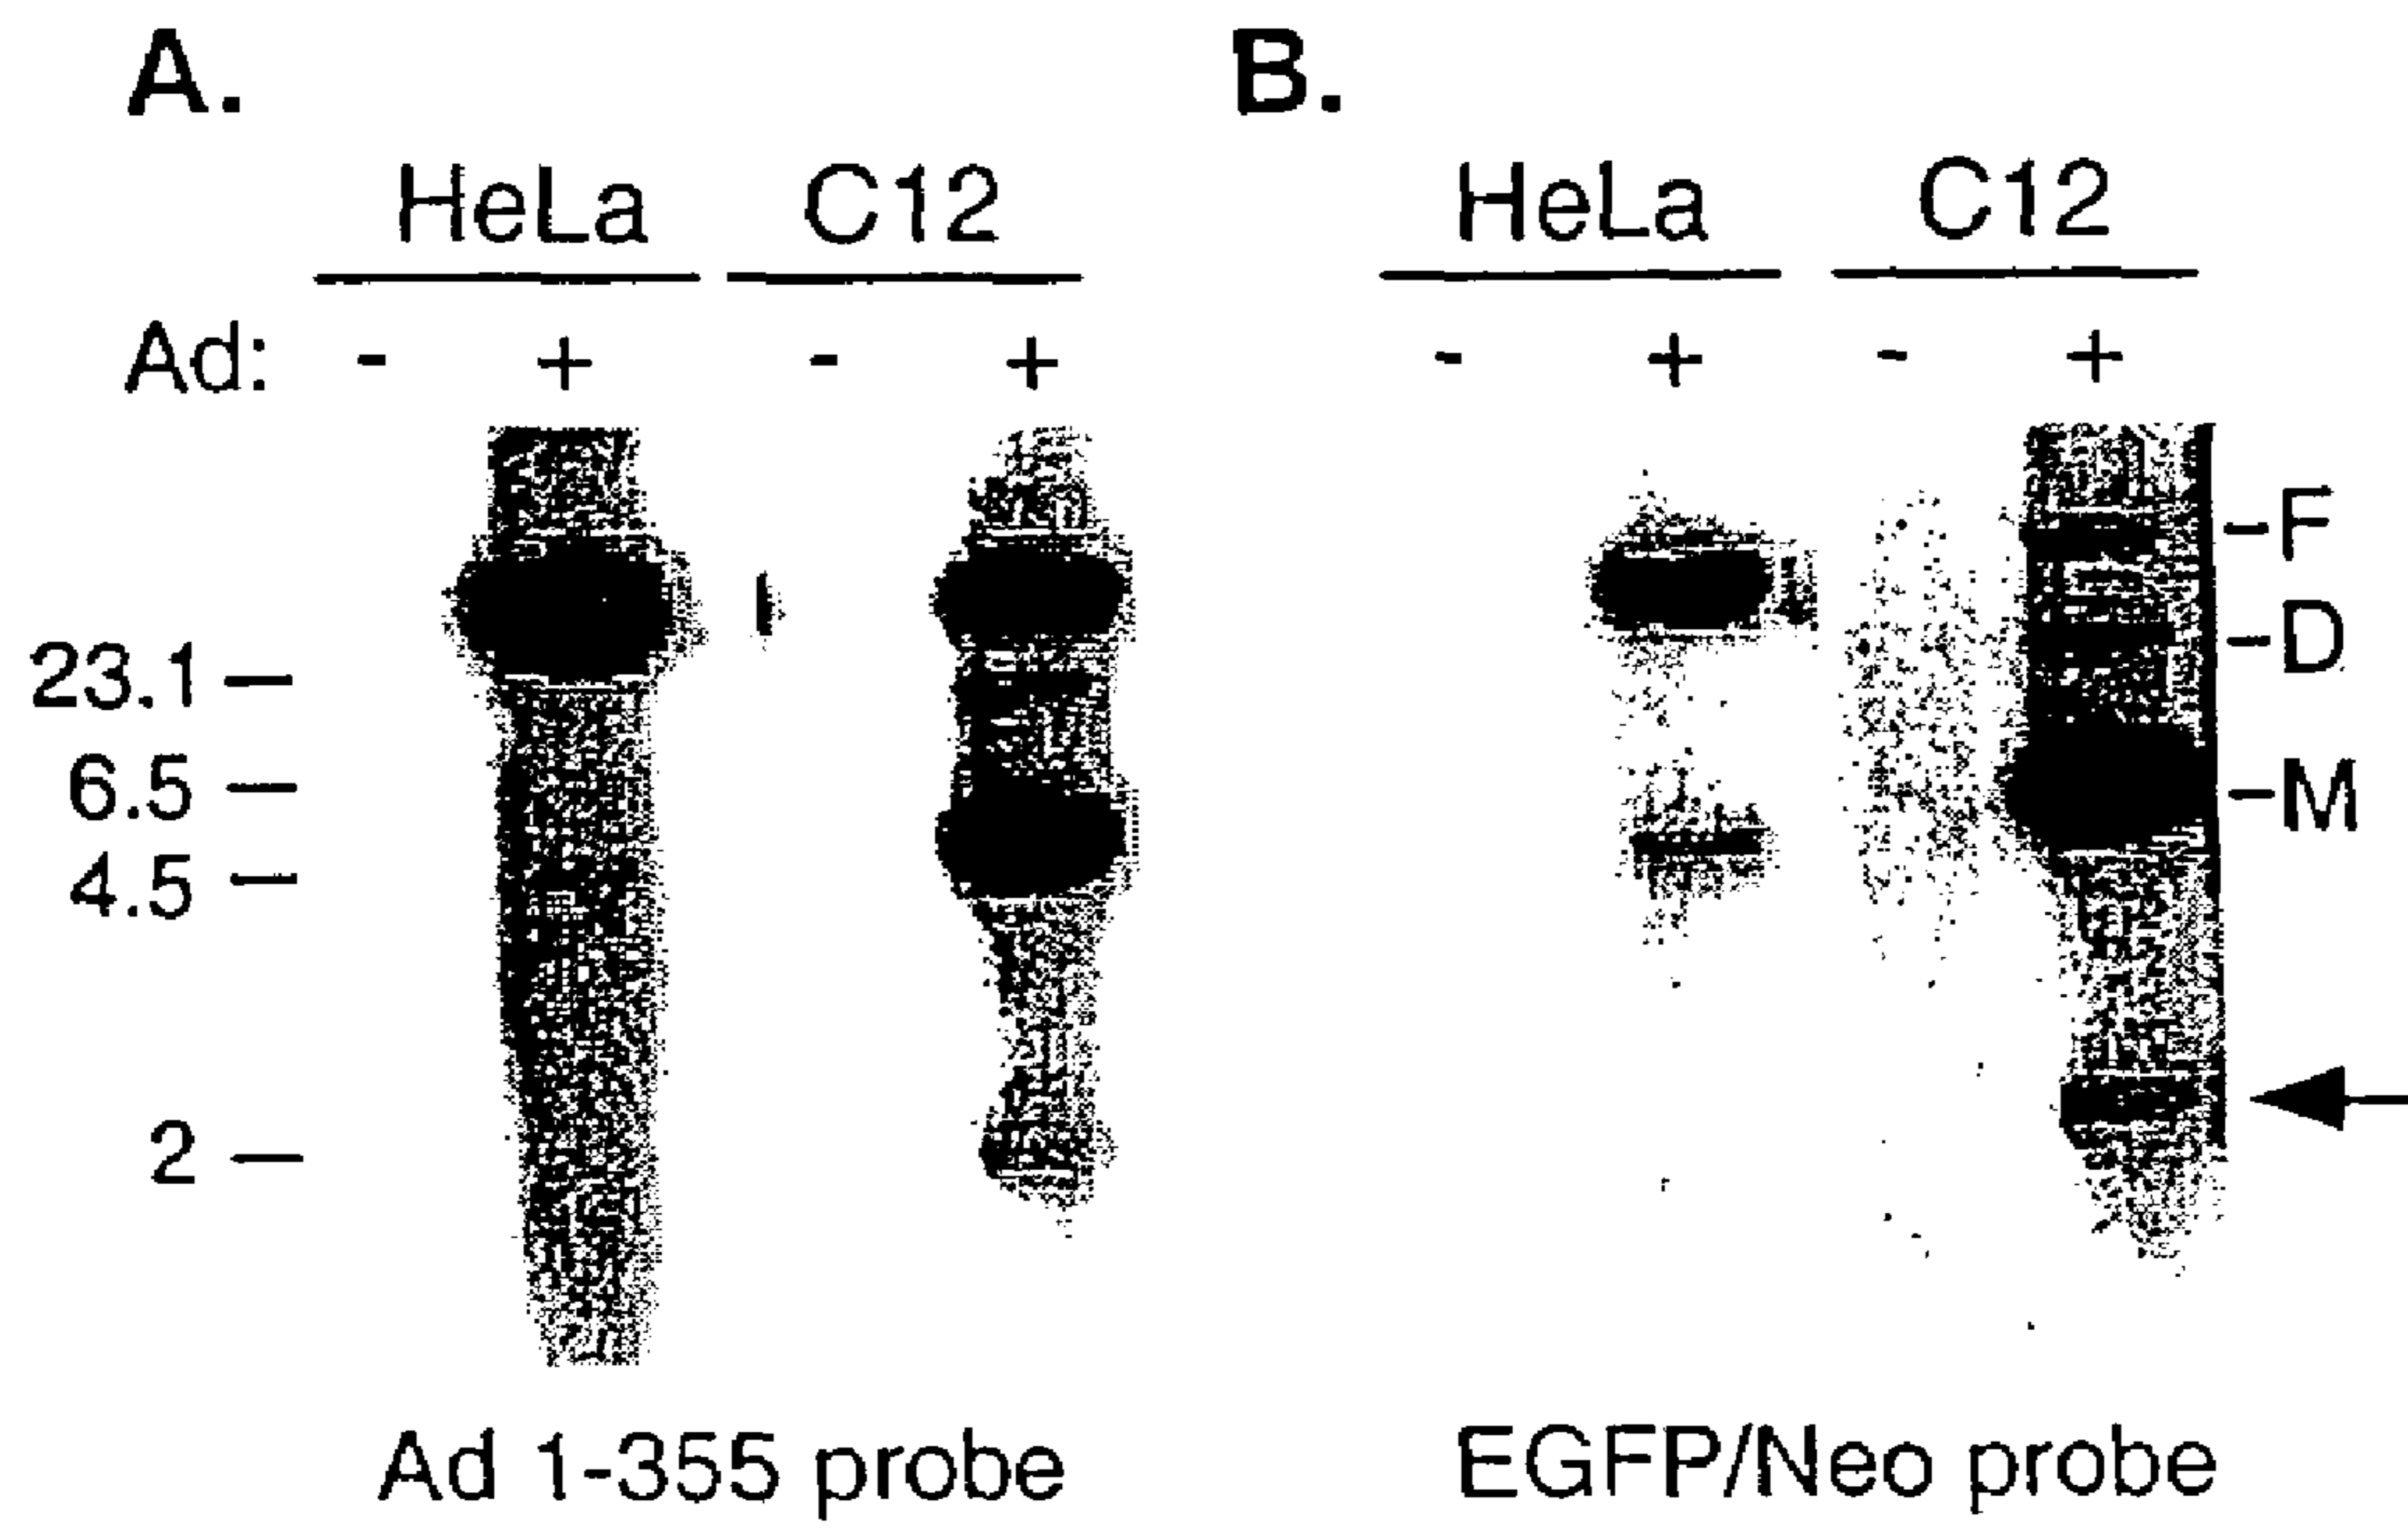 A. B.
HeLa C12 HeLa C12
Ad: - + - + - + - +
F
D
23.1
6.5
M
4.5
2
Ad 1-355 probe EGFP/Neo probe